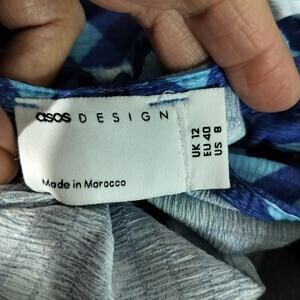 asos DESIGN
Made in Morocco
UK 12
EU 40
US 8